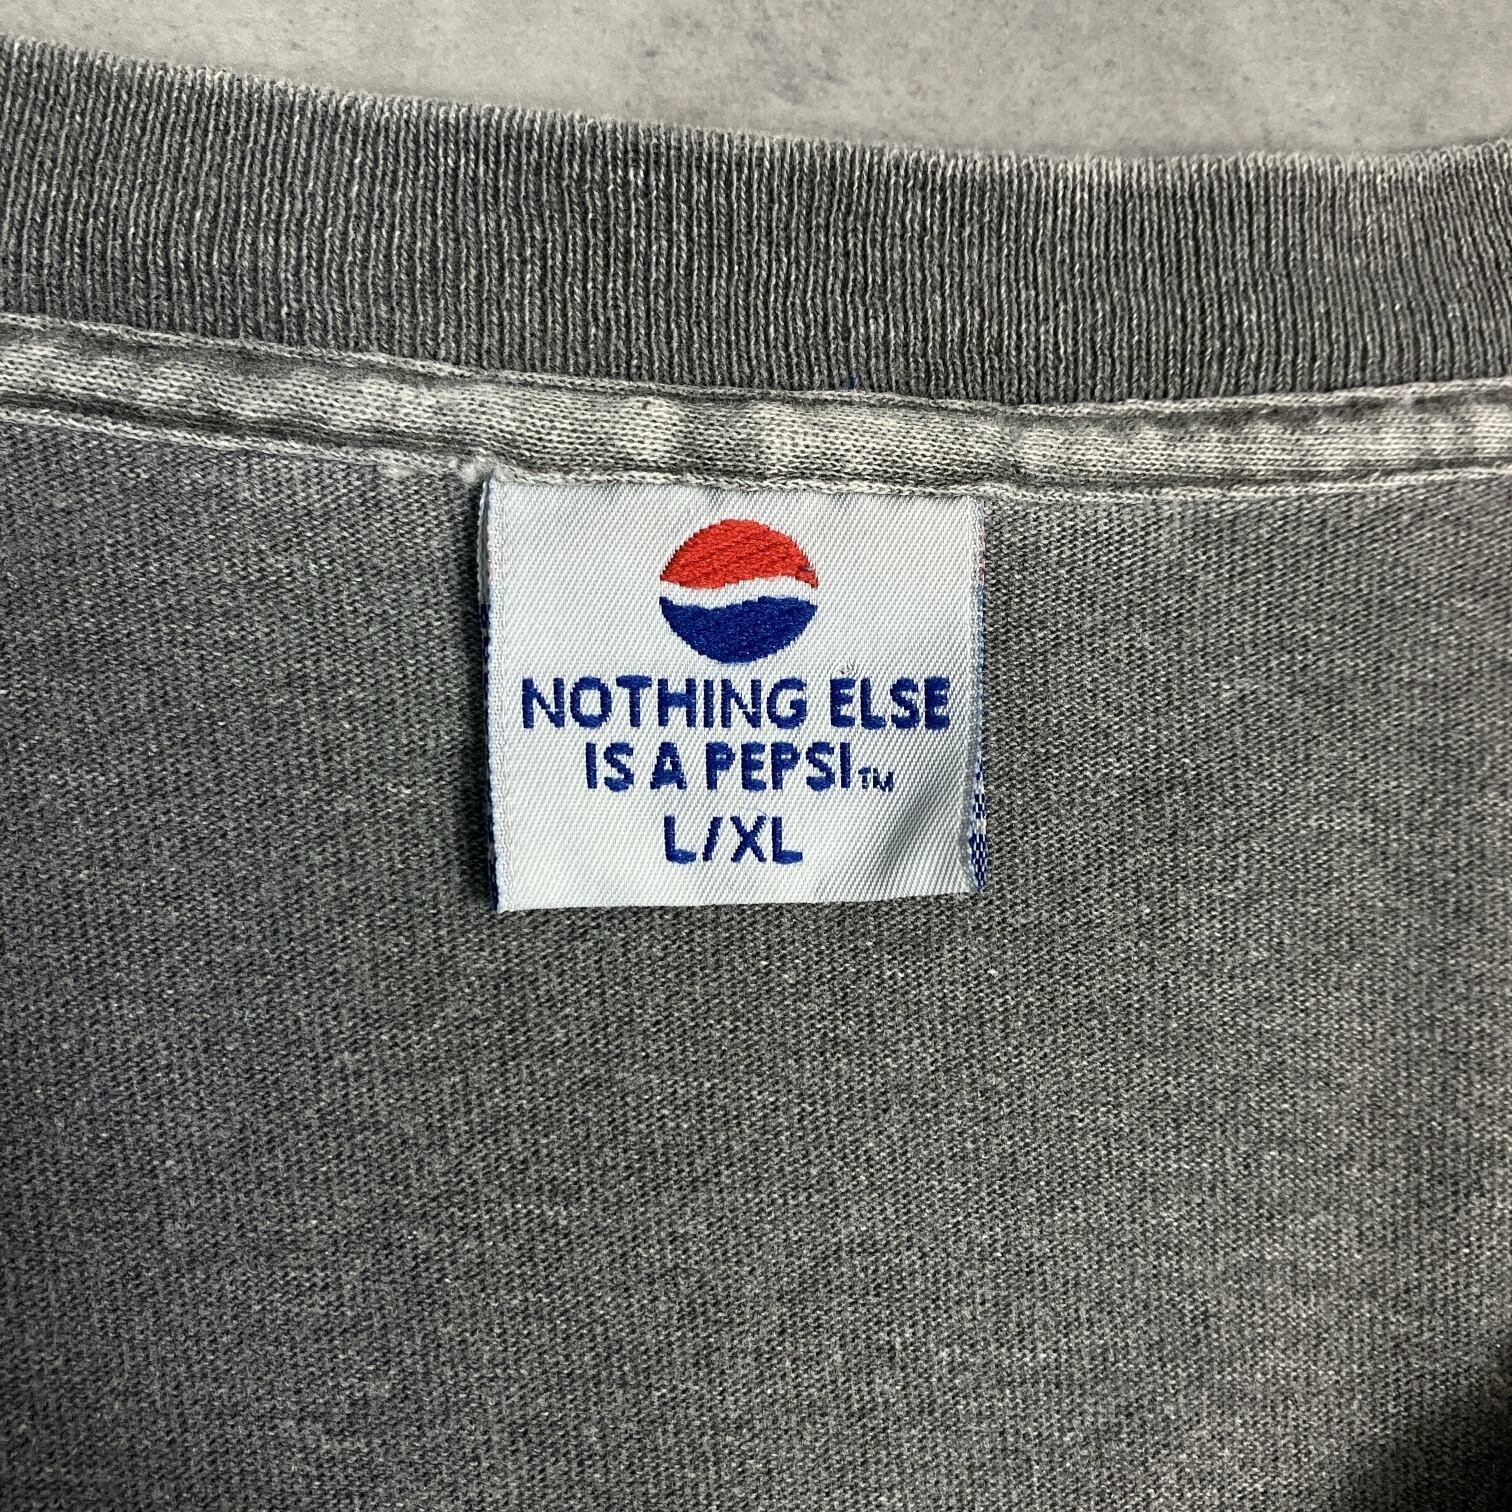 NOTHING ELSE
IS A PEPSI™
L/XL